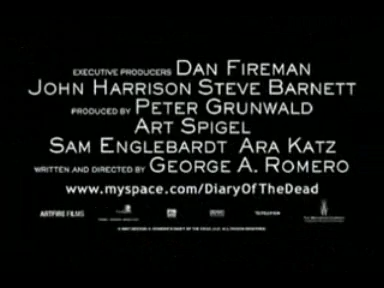 EXECUTIVE PRODUCERS DAN FIREMAN
JOHN HARRISON STEVE BARNETT
PRODUCED BY PETER GRUNWALD
ART SPIGEL
SAM ENGLEBARDT ARA KATZ
WRITTEN AND DIRECTED BY GEORGE A. ROMERO
www.myspace.com/DiaryOfTheDead
ARTFIRE FILMS